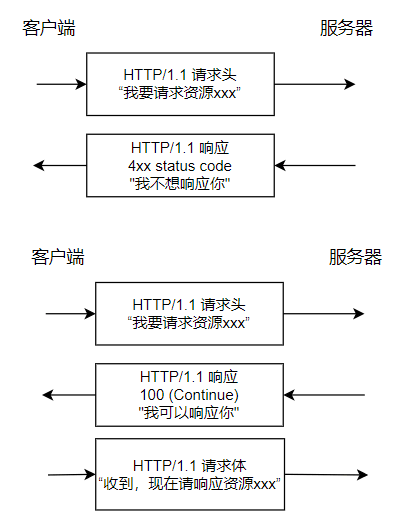 客户端 服务器
HTTP/1.1 请求头
“我要请求资源xxx”
HTTP/1.1 响应
4xx status code
"我不想响应你"
客户端 服务器
HTTP/1.1 请求头
“我要请求资源xxx”
HTTP/1.1 响应
100 (Continue)
"我可以响应你"
HTTP/1.1 请求体
“收到，现在请响应资源xxx”